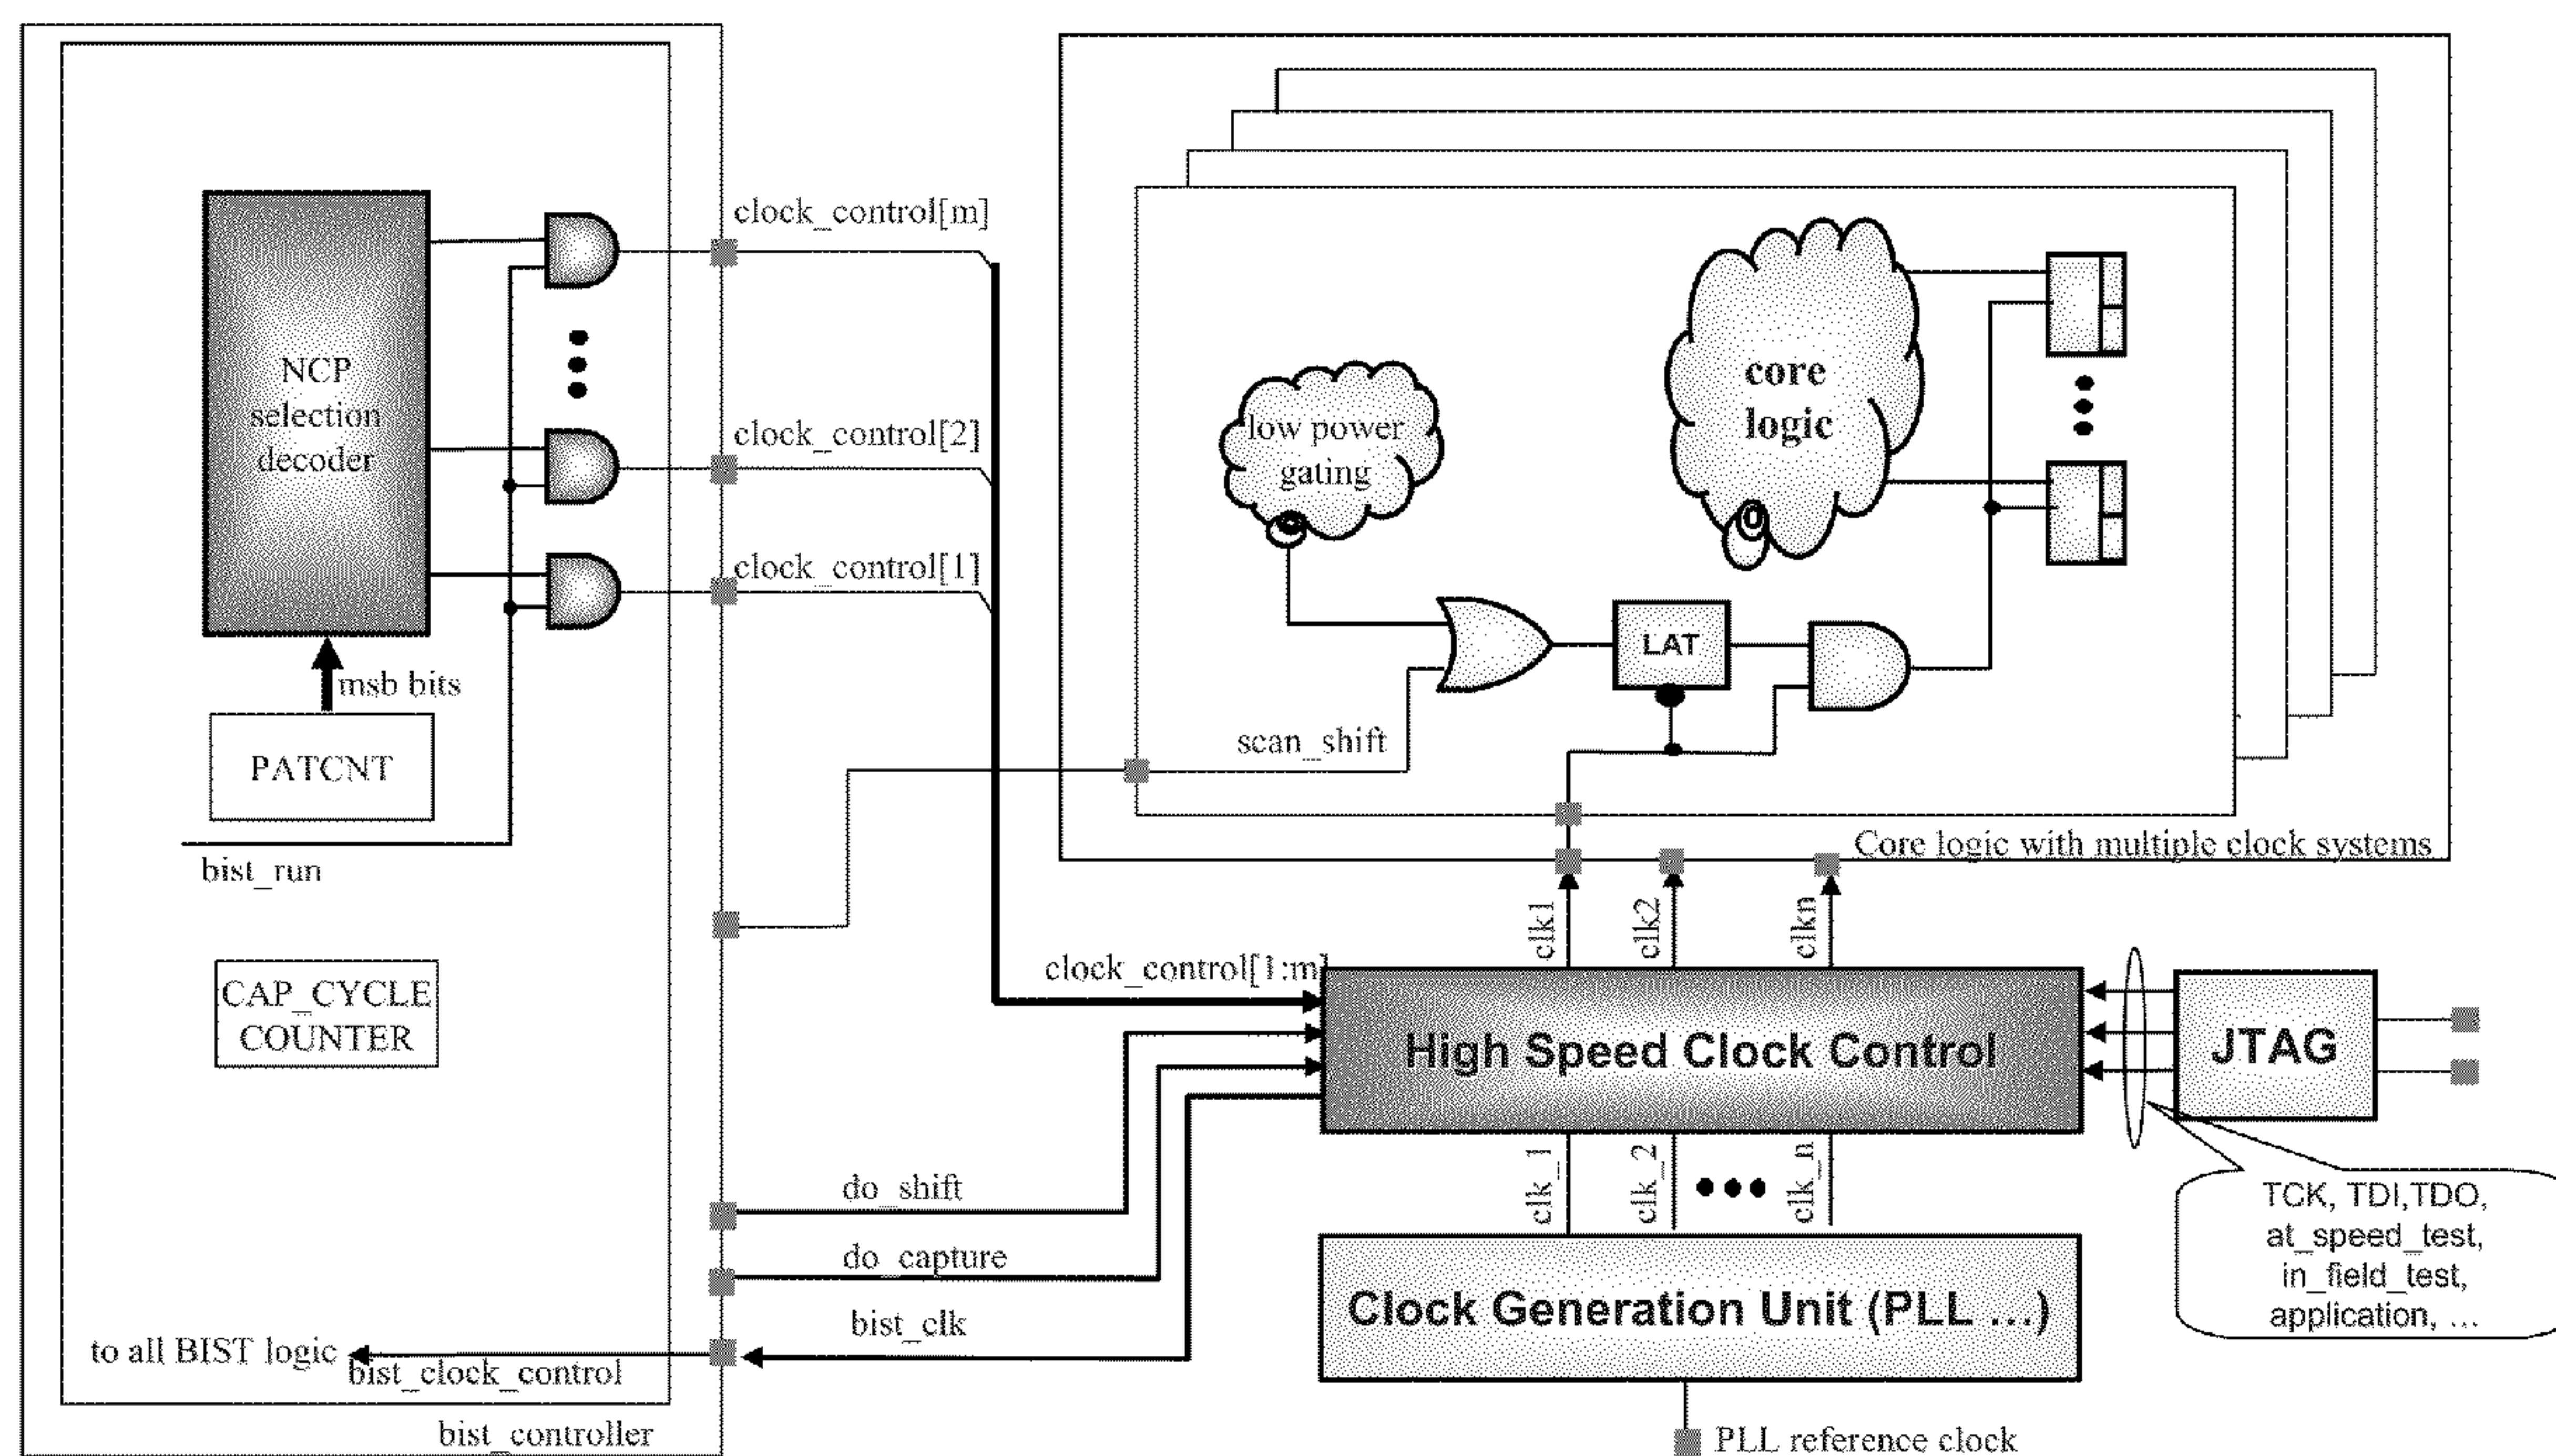 clock_control[m]
NCP
selection
decoder
clock_control[2]
clock_control[1]
msb bits
PATCNT
bist_run
CAP_CYCLE
COUNTER
core
logic
low power
gating
LAT
scan_shift
Core logic with multiple clock systems
clk1
clk2
clkn
clock_control[1:m]
High Speed Clock Control
JTAG
clk_1
clk_2
clk_n
do_shift
do_capture
bist_clk
Clock Generation Unit (PLL ...)
TCK, TDI,TDO,
at_speed_test,
in_field_test,
application, ...
to all BIST logic
bist_clock_control
bist_controller
PLL reference clock